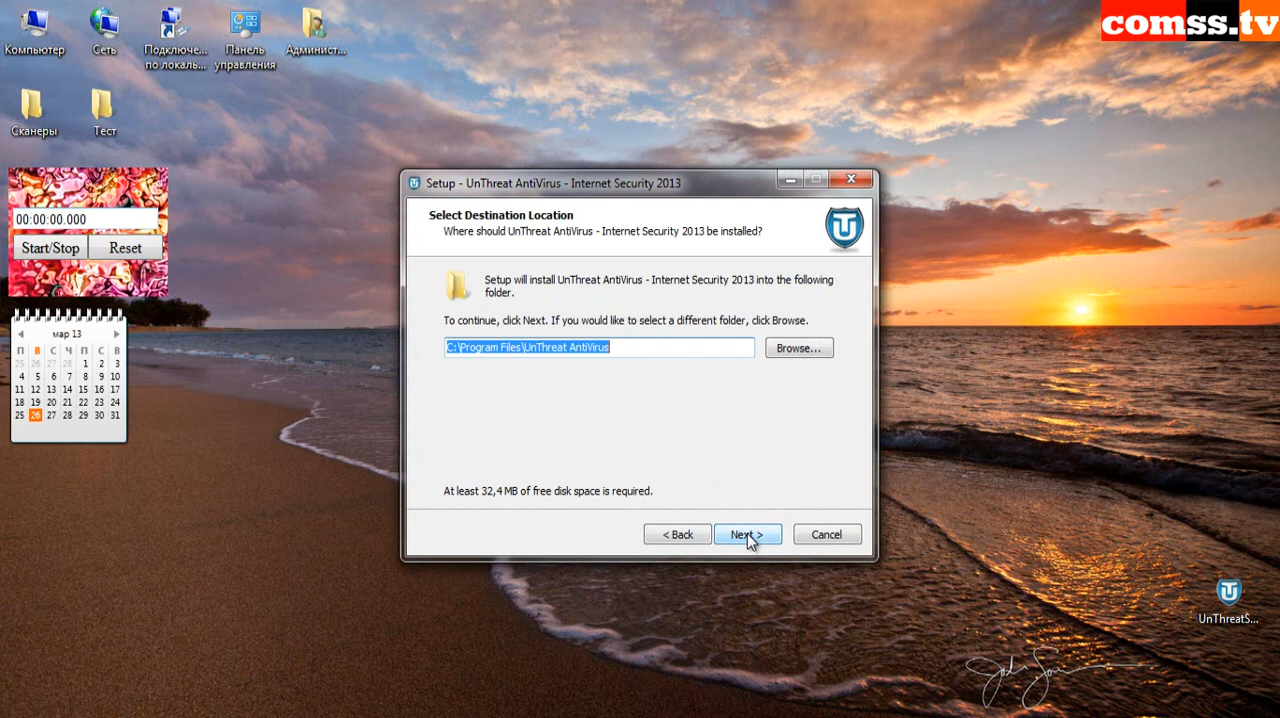 comss.tv
Компьютер
Сеть
Подключе...
по локаль...
Панель
управления
Админист...
Сканеры
Тест
00:00:00.000
Start/Stop
Reset
мар 13
П В С Ч П С В
25 26 27 28 1 2 3
4 5 6 7 8 9 10
11 12 13 14 15 16 17
18 19 20 21 22 23 24
25 26 27 28 29 30 31
Setup - UnThreat AntiVirus - Internet Security 2013
Select Destination Location
Where should UnThreat AntiVirus - Internet Security 2013 be installed?
Setup will install UnThreat AntiVirus - Internet Security 2013 into the following
folder.
To continue, click Next. If you would like to select a different folder, click Browse.
C:\Program Files\UnThreat AntiVirus
Browse...
At least 32,4 MB of free disk space is required.
< Back
Next >
Cancel
UnThreatS...